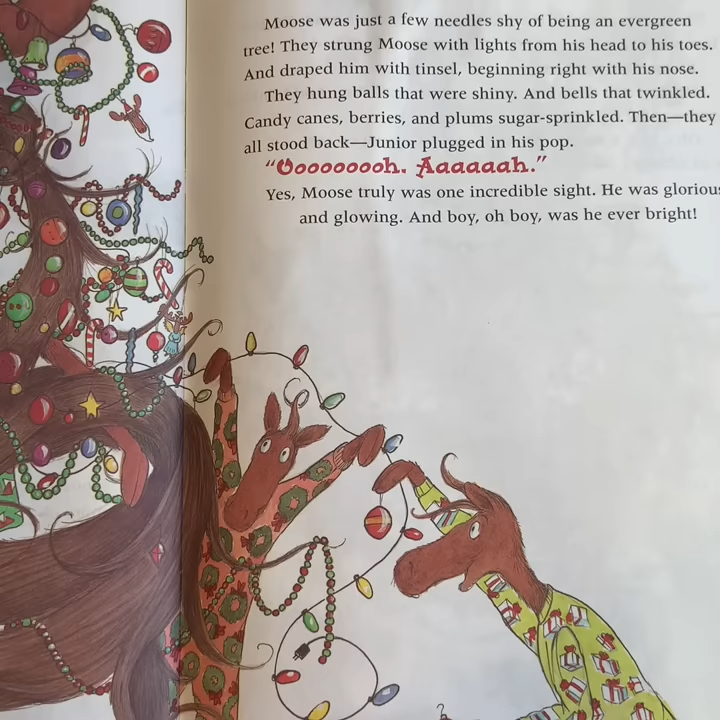 Moose was just a few needles shy of being an evergreen
tree! They strung Moose with lights from his head to his toes.
And draped him with tinsel, beginning right with his nose.
They hung balls that were shiny. And bells that twinkled.
Candy canes, berries, and plums sugar-sprinkled. Then—they
all stood back—Junior plugged in his pop.
“Ooooooooh. Aaaaaah.”
Yes, Moose truly was one incredible sight. He was glorious
and glowing. And boy, oh boy, was he ever bright!